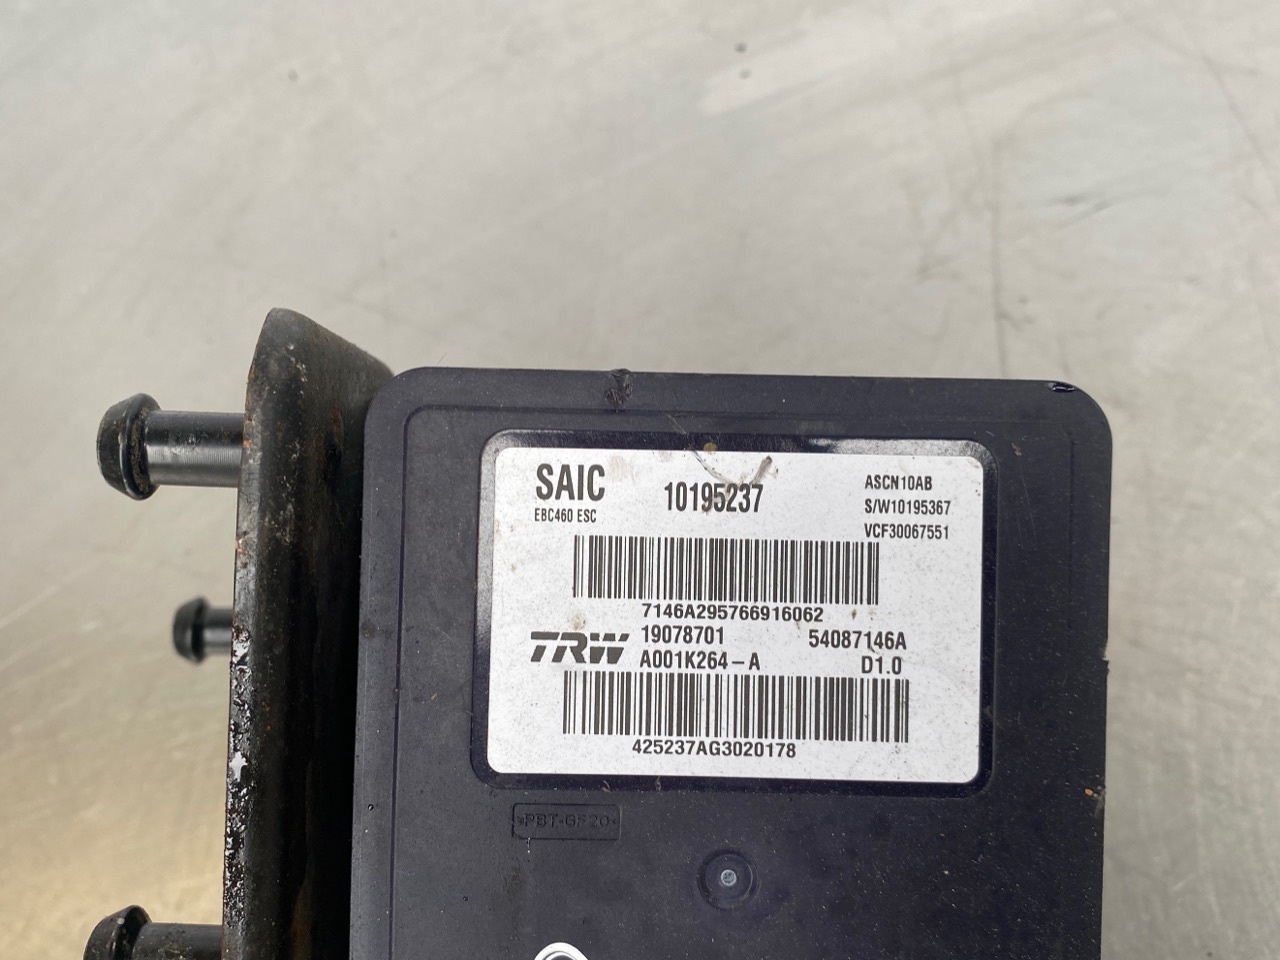 SAIC
10195237
ASCN10AB
EBC460 ESC
S/W10195367
VCF30067551
7146A295766916062
TRW
19078701
54087146A
A001K264-A
D1.0
425237AG3020178
>PBT-GF20<